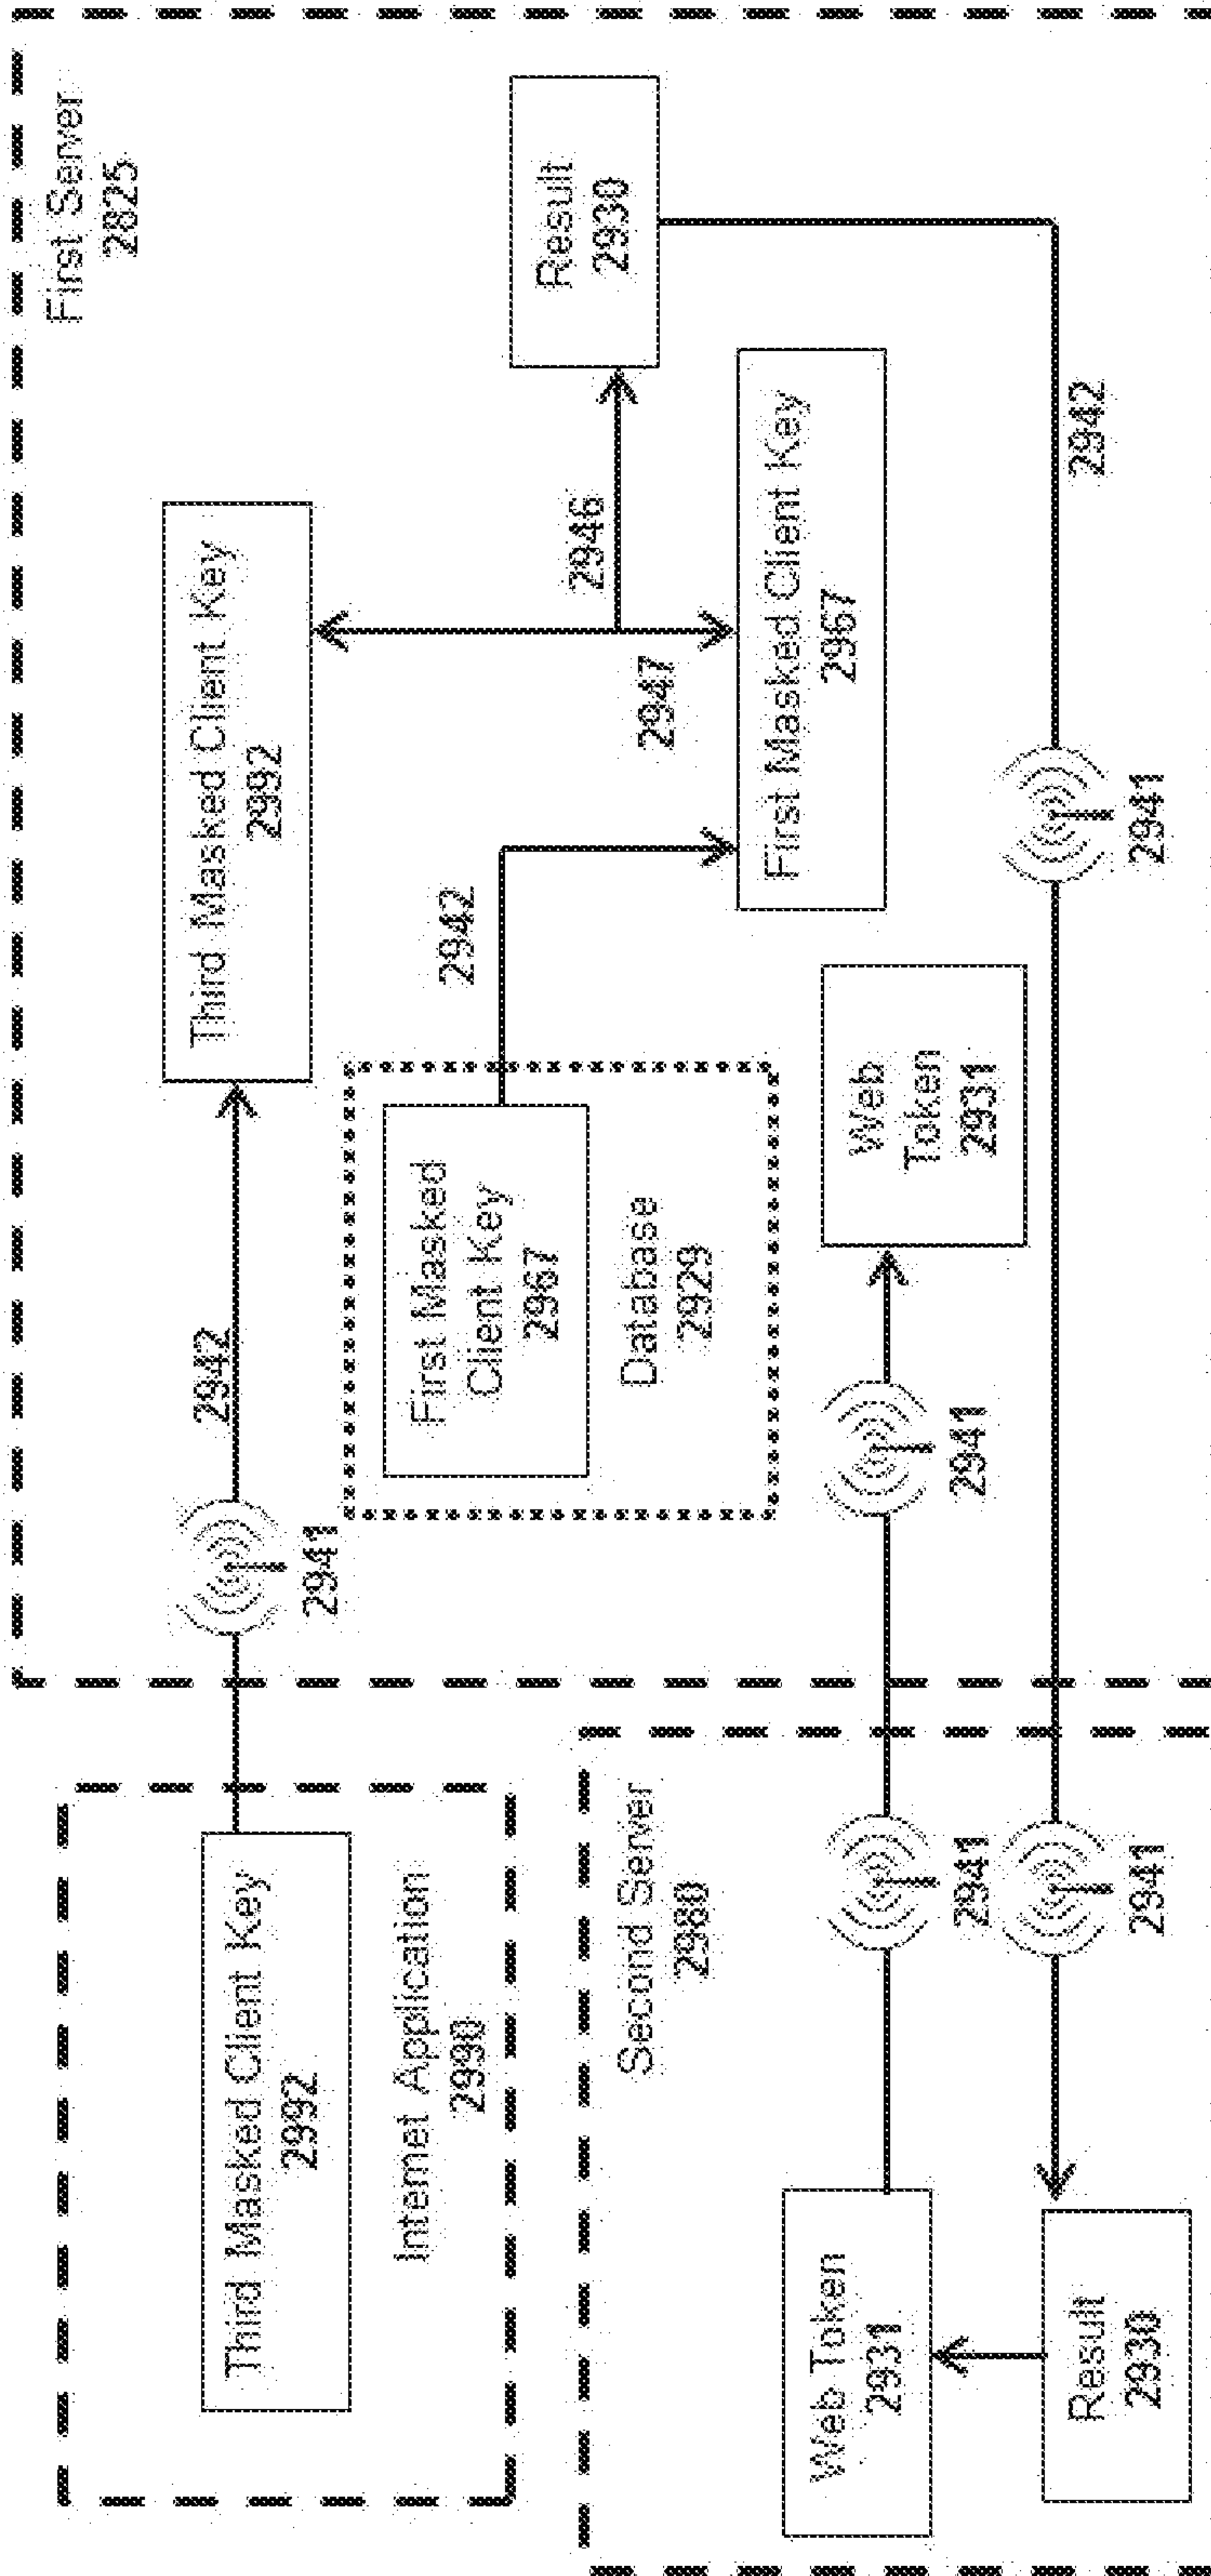 First Server
2825
Third Masked Client Key
2992
Internet Application
2990
2941
2942
Third Masked Client Key
2992
First Masked
Client Key
2967
Database
2929
2942
2947
2946
Result
2930
First Masked Client Key
2967
Second Server
2980
Web Token
2931
2941
2941
Web
Token
2931
Result
2930
2941
2941
2942